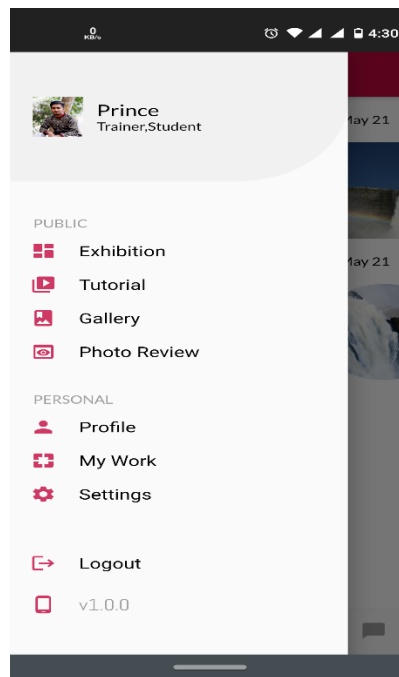 0
KB/s
4:30
Prince
Trainer,Student
May 21
PUBLIC
Exhibition
Tutorial
May 21
Gallery
Photo Review
PERSONAL
Profile
My Work
Settings
Logout
v1.0.0